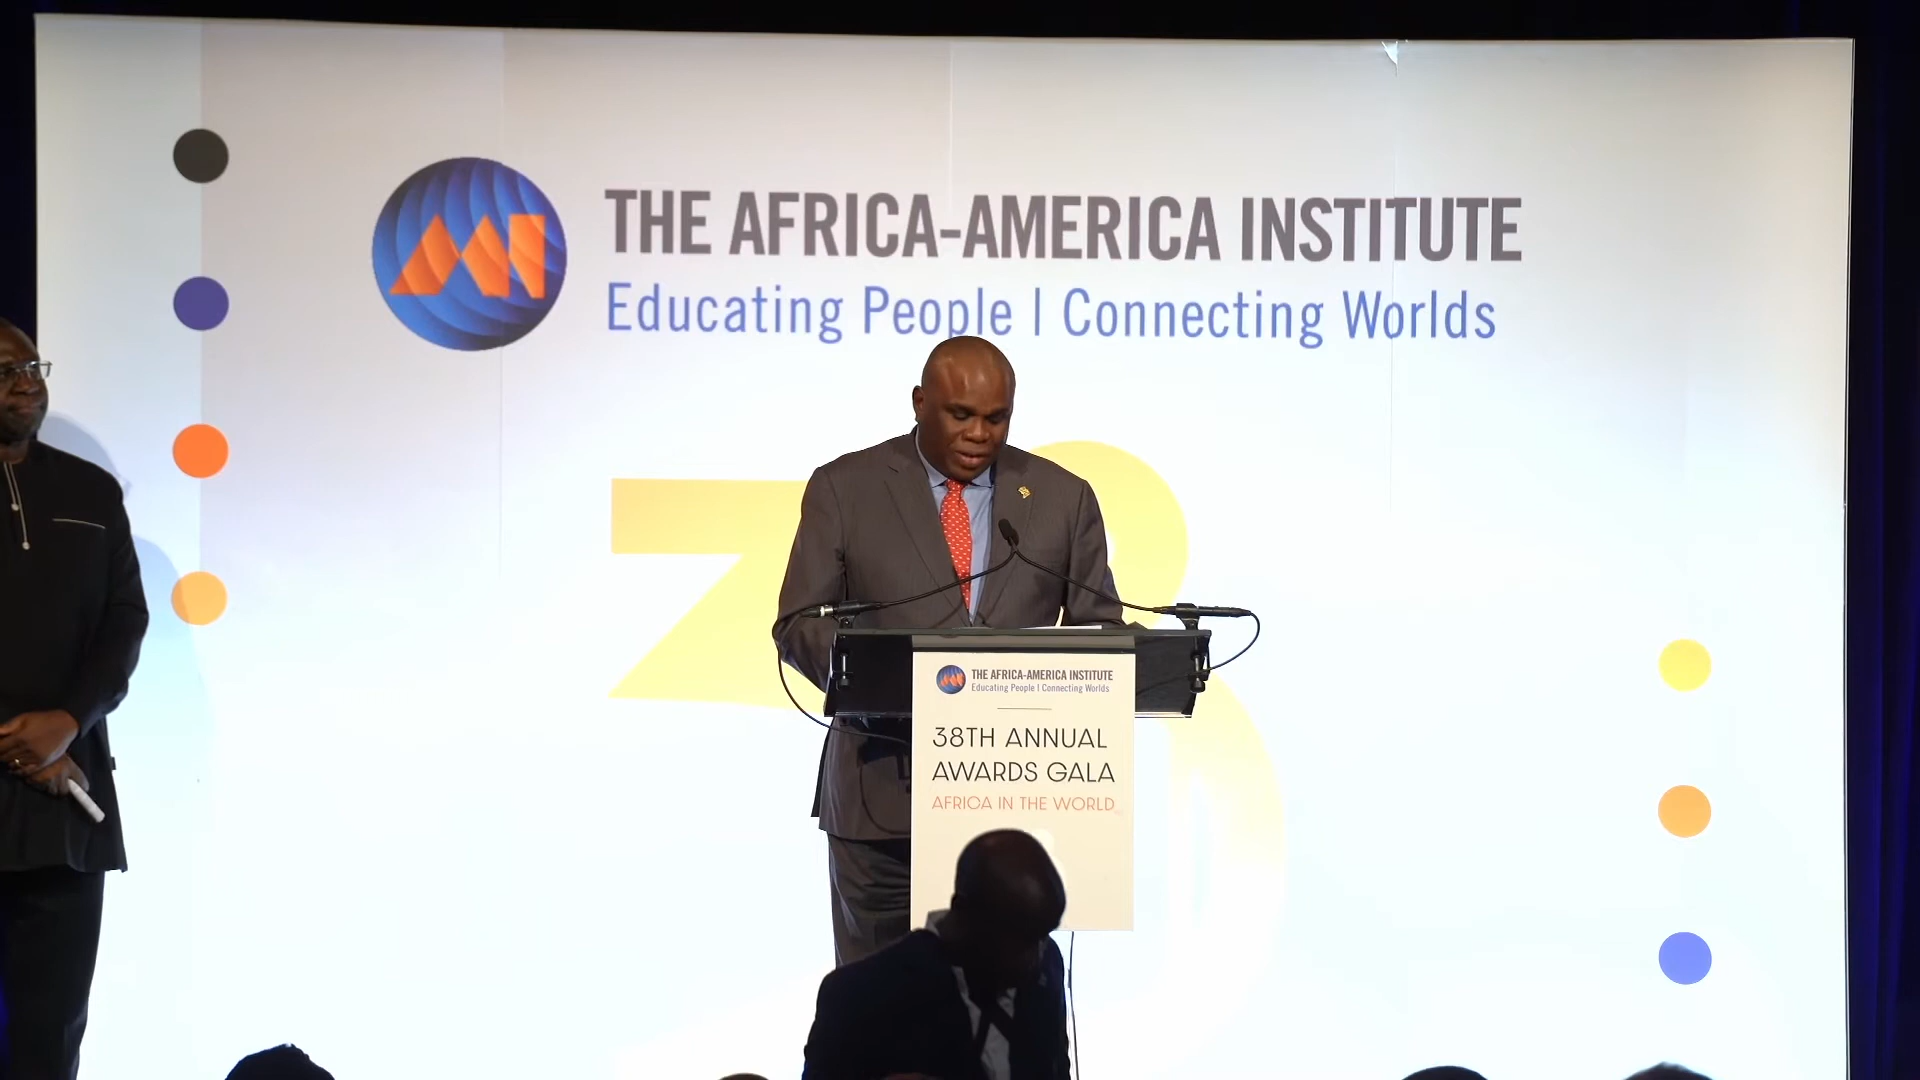 THE AFRICA-AMERICA INSTITUTE
Educating People | Connecting Worlds
38
THE AFRICA-AMERICA INSTITUTE
Educating People | Connecting Worlds
38TH ANNUAL
AWARDS GALA
AFRICA IN THE WORLD